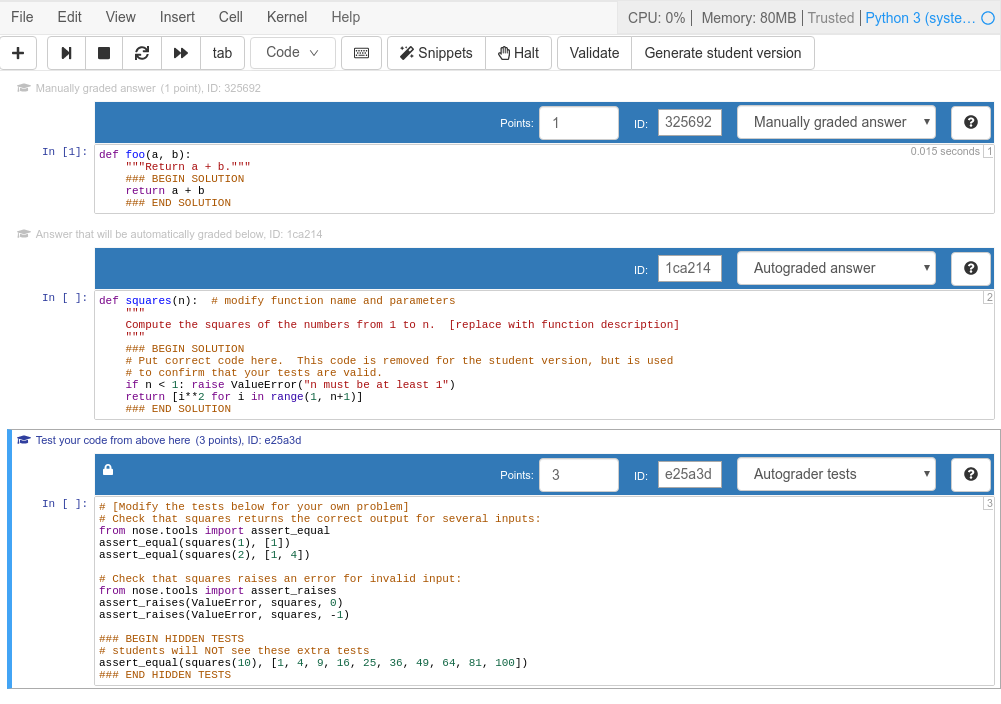 File Edit View Insert Cell Kernel Help CPU: 0% | Memory: 80MB | Trusted | Python 3 (syste…
tab Code Snippets Halt Validate Generate student version
Manually graded answer (1 point), ID: 325692
Points: 1 ID: 325692 Manually graded answer
In [1]: def foo(a, b): 0.015 seconds 1
"""Return a + b."""
### BEGIN SOLUTION
return a + b
### END SOLUTION
Answer that will be automatically graded below, ID: 1ca214
ID: 1ca214 Autograded answer
In [ ]: def squares(n):  # modify function name and parameters 2
"""
Compute the squares of the numbers from 1 to n.  [replace with function description]
"""
### BEGIN SOLUTION
# Put correct code here.  This code is removed for the student version, but is used
# to confirm that your tests are valid.
if n < 1: raise ValueError("n must be at least 1")
return [i**2 for i in range(1, n+1)]
### END SOLUTION
Test your code from above here (3 points), ID: e25a3d
Points: 3 ID: e25a3d Autograder tests
In [ ]: # [Modify the tests below for your own problem] 3
# Check that squares returns the correct output for several inputs:
from nose.tools import assert_equal
assert_equal(squares(1), [1])
assert_equal(squares(2), [1, 4])
# Check that squares raises an error for invalid input:
from nose.tools import assert_raises
assert_raises(ValueError, squares, 0)
assert_raises(ValueError, squares, -1)
### BEGIN HIDDEN TESTS
# students will NOT see these extra tests
assert_equal(squares(10), [1, 4, 9, 16, 25, 36, 49, 64, 81, 100])
### END HIDDEN TESTS